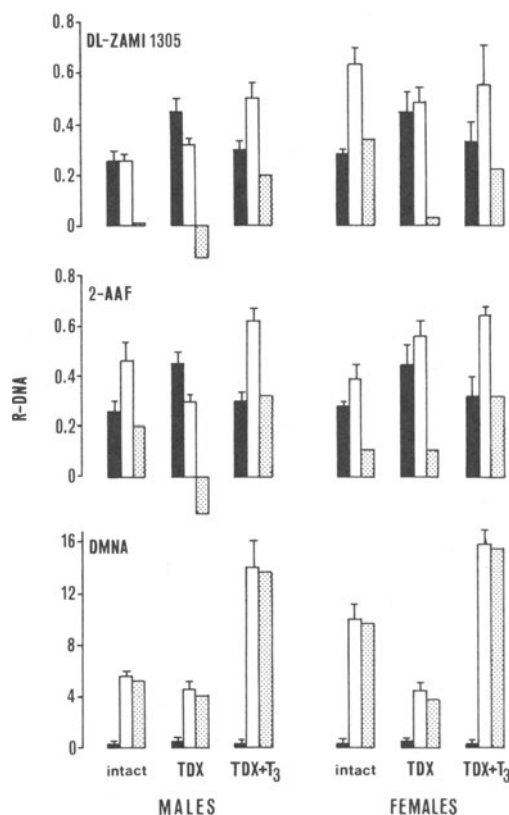 DL-ZAMI 1305
0.8
0.6
0.4
0.2
0
2-AAF
0.8
0.6
0.4
0.2
0
R-DNA
DMNA
16
12
8
4
0
intact TDX TDX+T3 intact TDX TDX+T3
MALES FEMALES